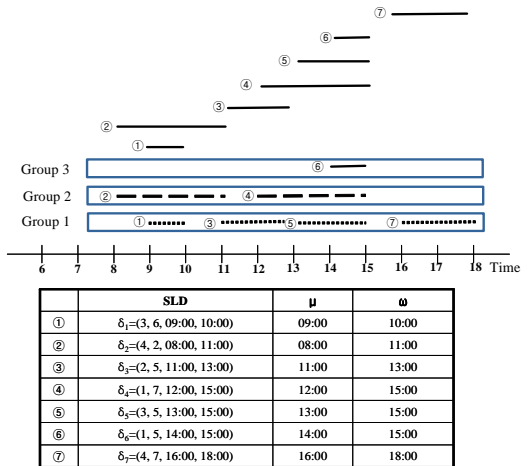 ⑦
⑥
⑤
④
③
②
①
Group 3 ⑥
Group 2 ② ④
Group 1 ① ③ ⑤ ⑦
6 7 8 9 10 11 12 13 14 15 16 17 18 Time
SLD μ ω
① δ₁=(3, 6, 09:00, 10:00) 09:00 10:00
② δ₂=(4, 2, 08:00, 11:00) 08:00 11:00
③ δ₃=(2, 5, 11:00, 13:00) 11:00 13:00
④ δ₄=(1, 7, 12:00, 15:00) 12:00 15:00
⑤ δ₅=(3, 5, 13:00, 15:00) 13:00 15:00
⑥ δ₆=(1, 5, 14:00, 15:00) 14:00 15:00
⑦ δ₇=(4, 7, 16:00, 18:00) 16:00 18:00